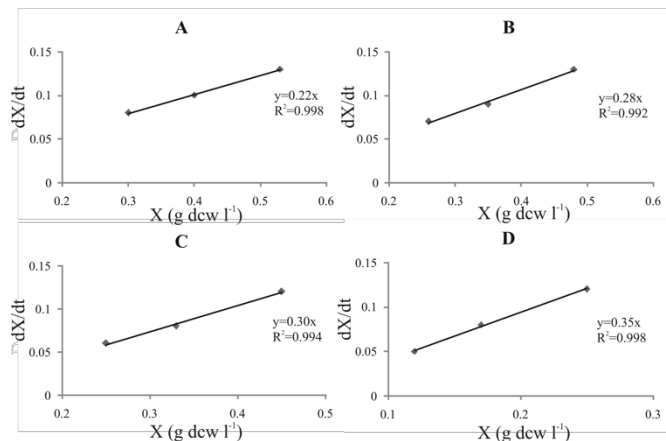 A
dX/dt
0.15
0.1
0.05
0
0.2
0.3
0.4
0.5
0.6
y=0.22x
R²=0.998
X (g dcw l⁻¹)
B
dX/dt
0.15
0.1
0.05
0
0.2
0.3
0.4
0.5
0.6
y=0.28x
R²=0.992
X (g dcw l⁻¹)
C
dX/dt
0.15
0.1
0.05
0
0.2
0.3
0.4
0.5
y=0.30x
R²=0.994
X (g dcw l⁻¹)
D
dX/dt
0.15
0.1
0.05
0
0.1
0.2
0.3
y=0.35x
R²=0.998
X (g dcw l⁻¹)